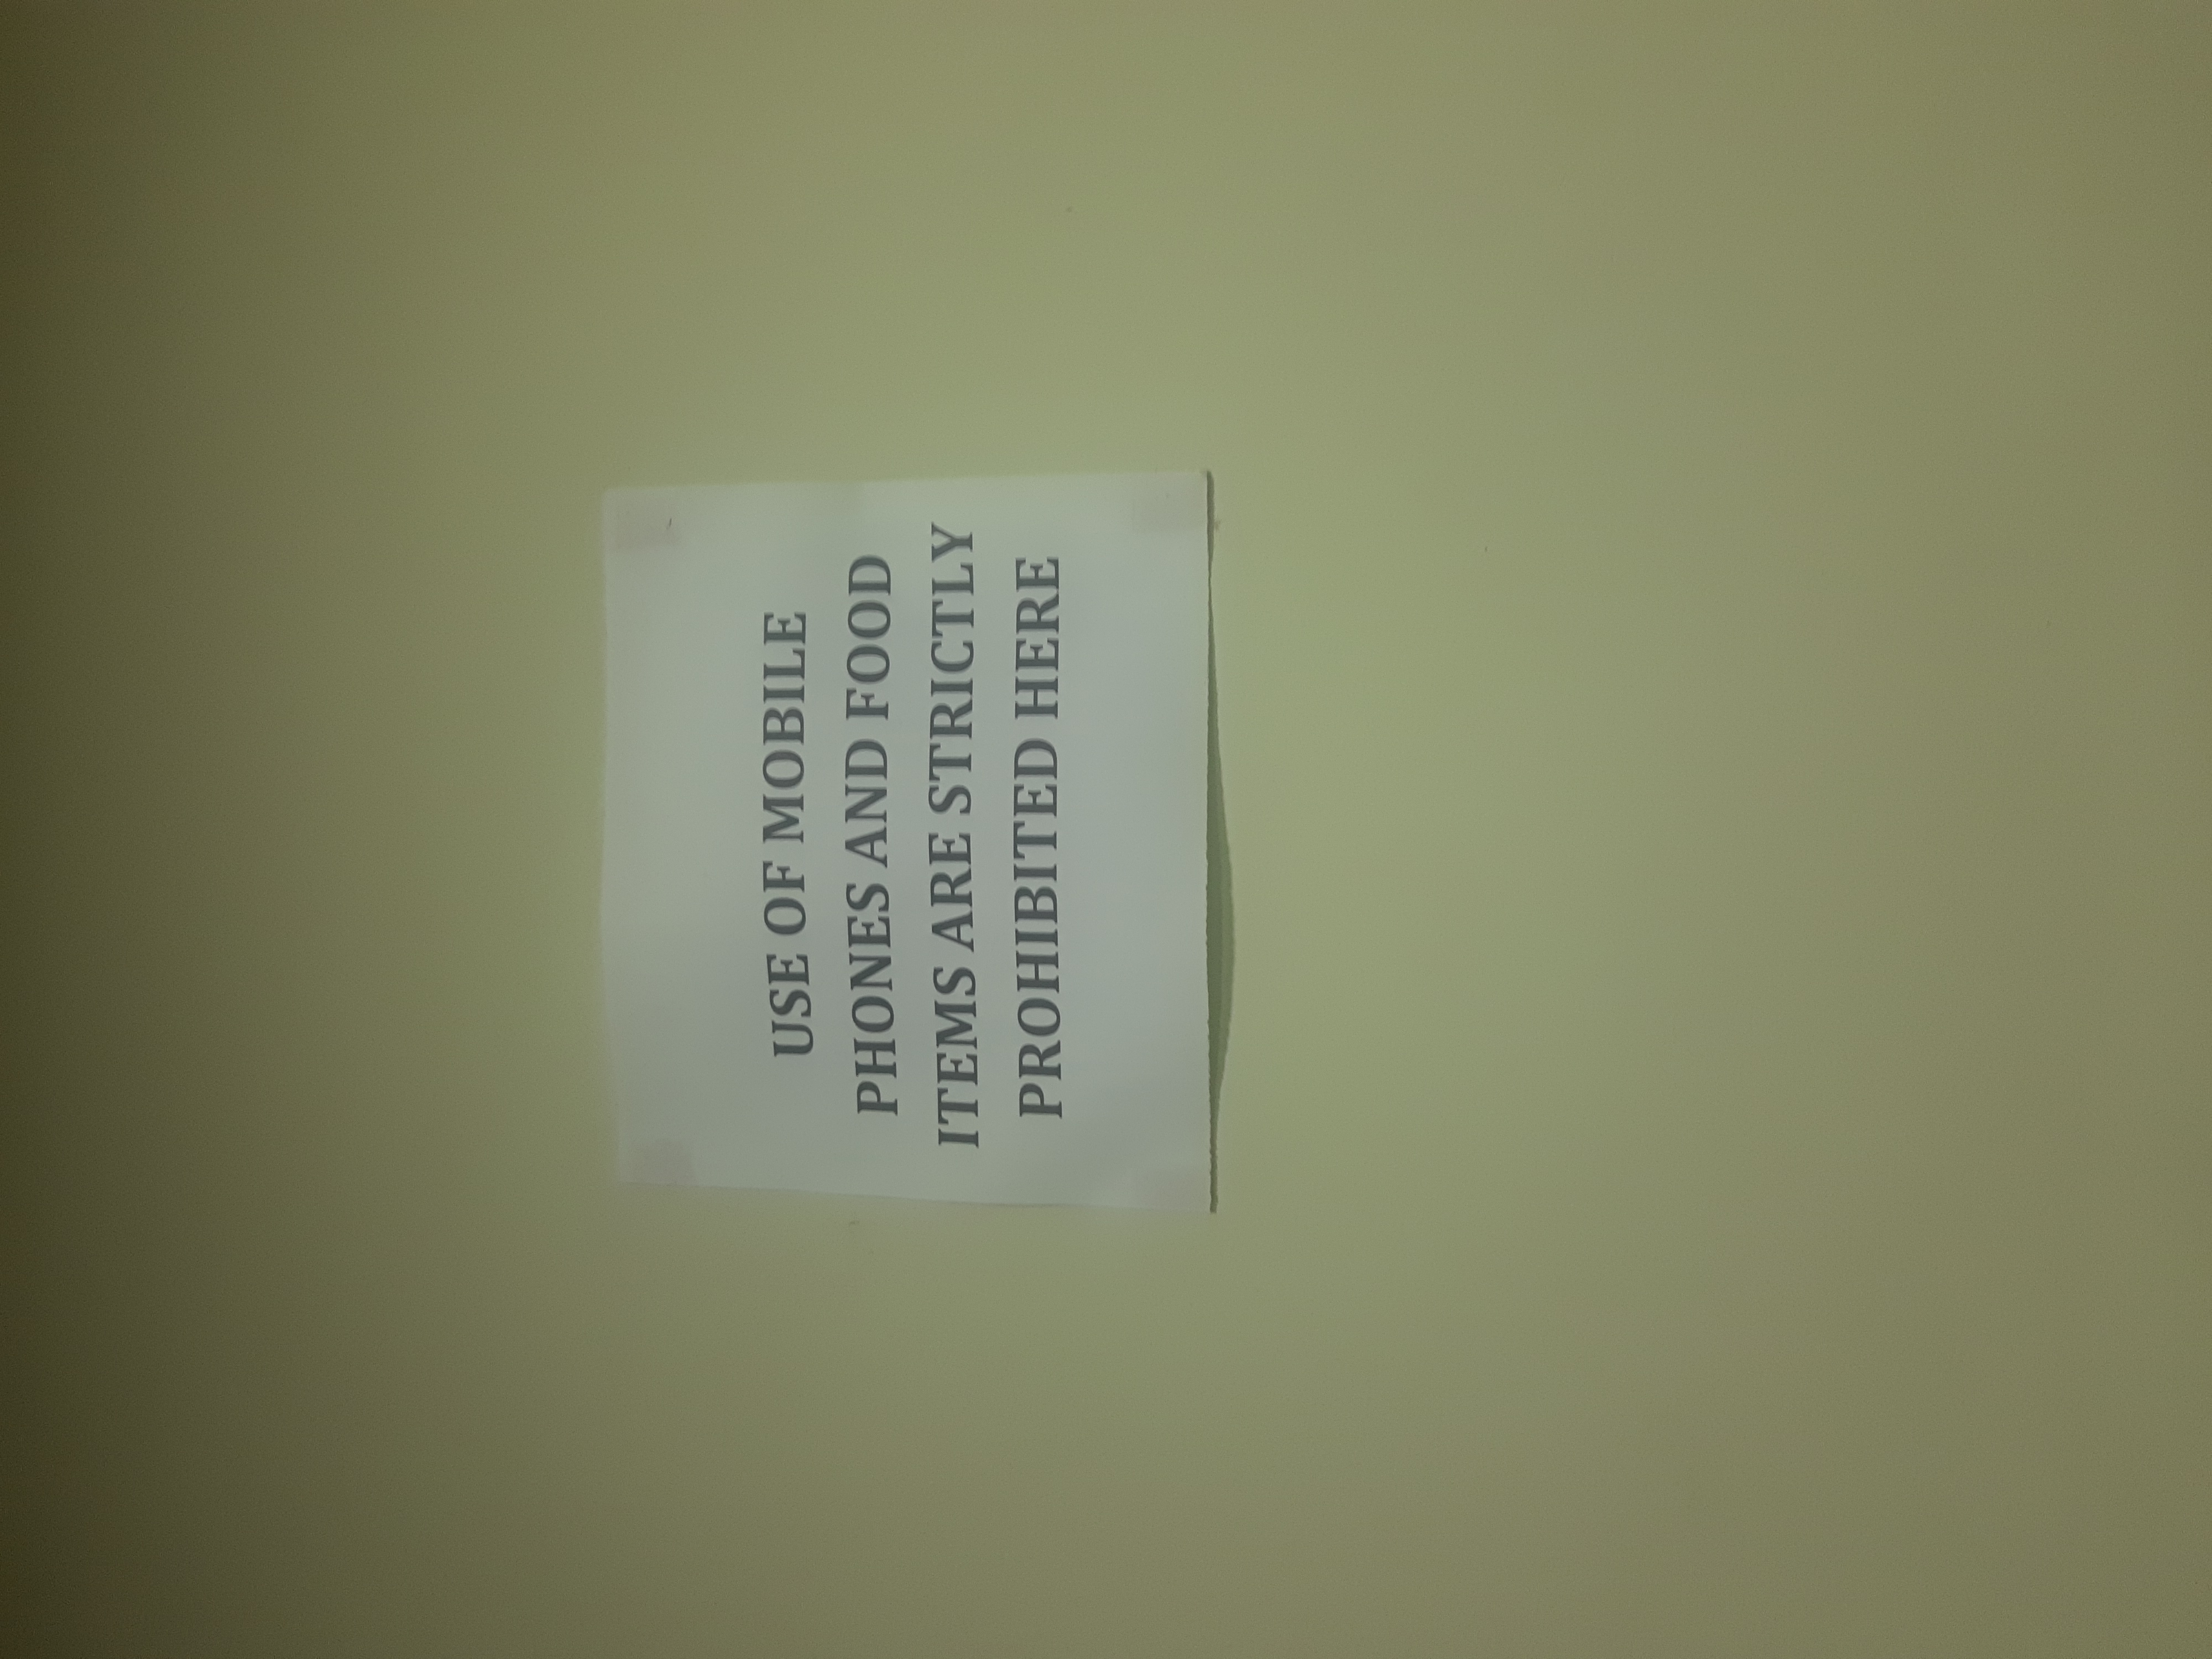 USE OF MOBILE
PHONES AND FOOD
ITEMS ARE STRICTLY
PROHIBITED HERE